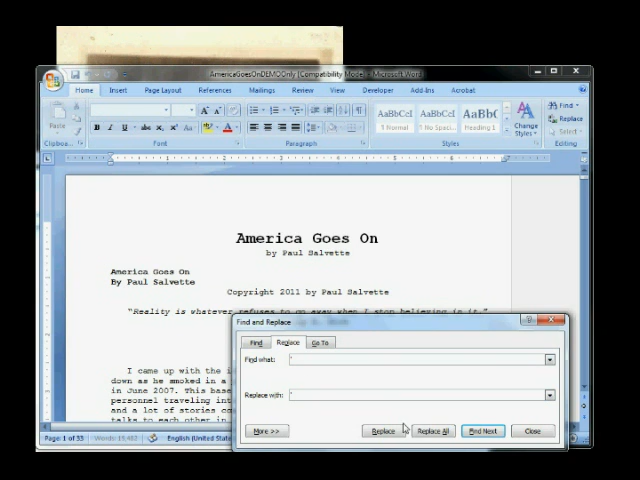 AmericaGoesOnDEMOOnly [Compatibility Mode] - Microsoft Word
Home Insert Page Layout References Mailings Review View Developer Add-Ins Acrobat
Paste
B I U abc
AaBbCcI AaBbCcI AaBbC
¶ Normal ¶ No Spaci... Heading 1
Change Styles
Find
Replace
Select
Clipboa... Font Paragraph Styles Editing
America Goes On
by Paul Salvette
America Goes On
By Paul Salvette
Copyright 2011 by Paul Salvette
"Reality is whatever refuses to go away when I stop believing in it."
Find and Replace
Find Replace Go To
Find what: '
Replace with: '
More >> Replace Replace All Find Next Close
I came up with the i
down as he smoked in a
in June 2007. This base
personnel traveling int
and a lot of stories co
talks to each other in
Page: 1 of 33 Words: 19,482 English (United State